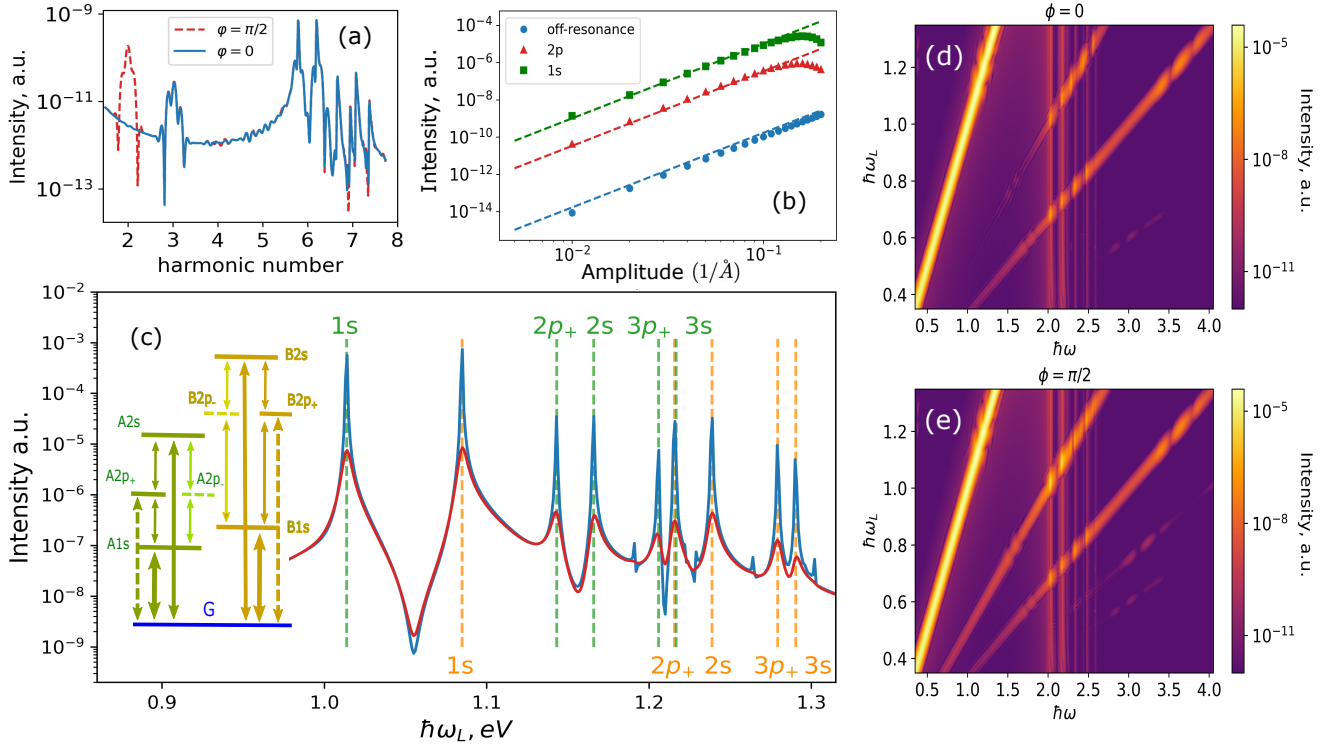 (a)
φ = π/2
φ = 0
10⁻⁹
10⁻¹¹
10⁻¹³
Intensity, a.u.
2 3 4 5 6 7 8
harmonic number
(b)
off-resonance
2p
1s
10⁻⁴
10⁻⁶
10⁻⁸
10⁻¹⁰
10⁻¹²
10⁻¹⁴
Intensity, a.u.
10⁻² 10⁻¹
Amplitude (1/Å)
(c)
10⁻²
10⁻³
10⁻⁴
10⁻⁵
10⁻⁶
10⁻⁷
10⁻⁸
10⁻⁹
Intensity a.u.
1s 2p₊ 2s 3p₊ 3s
1s 2p₊ 2s 3p₊ 3s
B2s
B2p₋ B2p₊
A2s
A2p₊ A2p₋
B1s
A1s
G
0.9 1.0 1.1 1.2 1.3
ħω_L, eV
ϕ = 0
(d)
1.2
1.0
0.8
0.6
0.4
ħω_L
0.5 1.0 1.5 2.0 2.5 3.0 3.5 4.0
ħω
10⁻⁵
10⁻⁸
10⁻¹¹
Intensity, a.u.
ϕ = π/2
(e)
1.2
1.0
0.8
0.6
0.4
ħω_L
0.5 1.0 1.5 2.0 2.5 3.0 3.5 4.0
ħω
10⁻⁵
10⁻⁸
10⁻¹¹
Intensity, a.u.